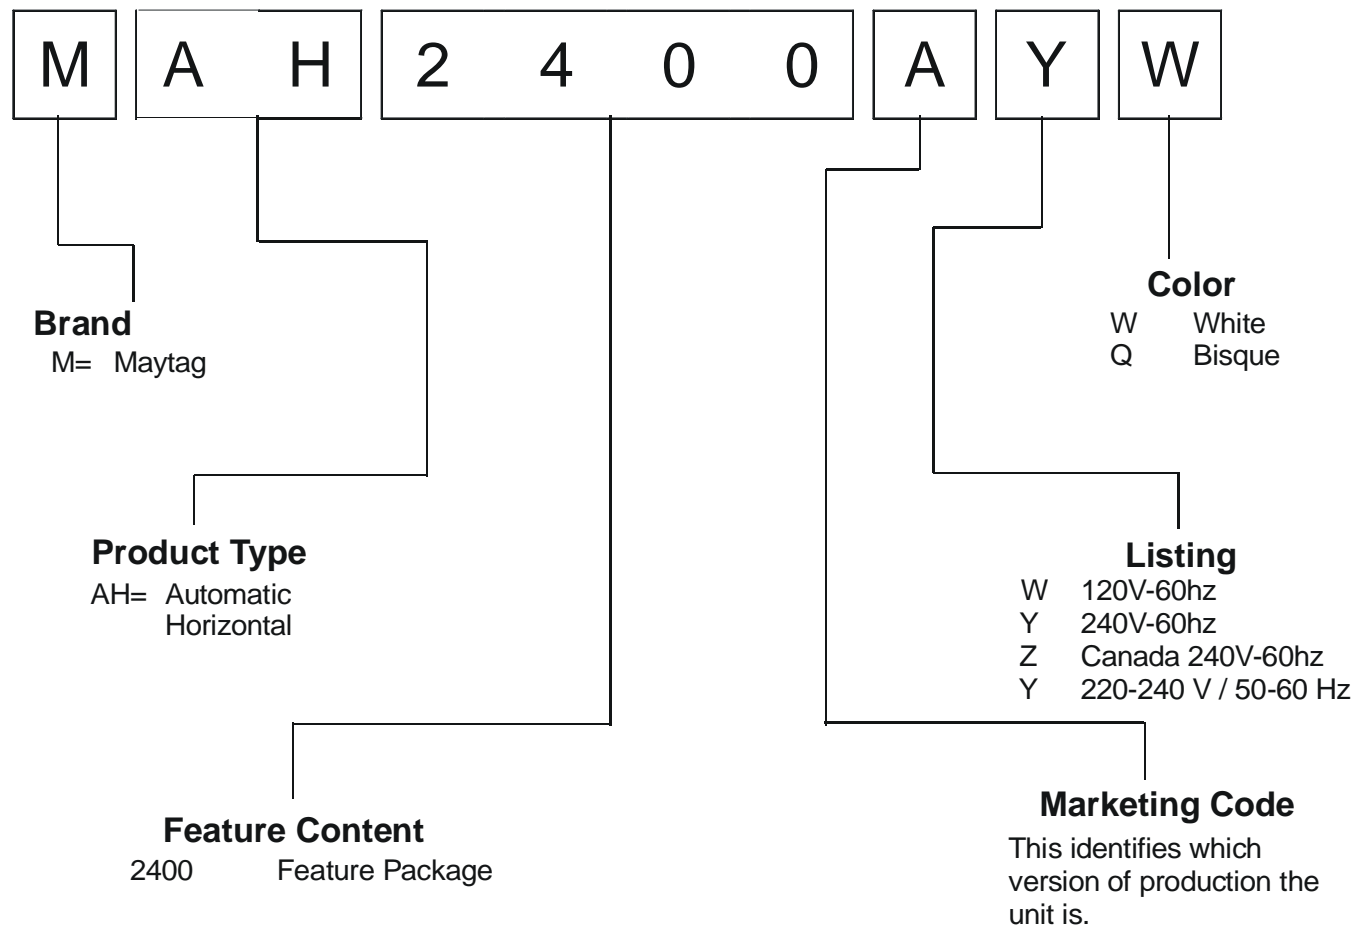 M A H 2 4 0 0 A Y W
Brand
M= Maytag
Color
W White
Q Bisque
Product Type
AH= Automatic
Horizontal
Listing
W 120V-60hz
Y 240V-60hz
Z Canada 240V-60hz
Y 220-240 V / 50-60 Hz
Feature Content
2400 Feature Package
Marketing Code
This identifies which
version of production the
unit is.